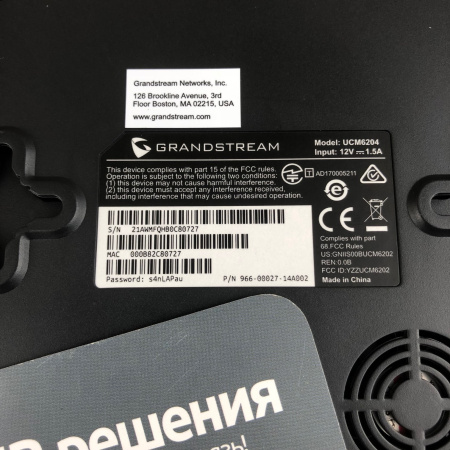 Grandstream Networks, Inc.
126 Brookline Avenue, 3rd
Floor Boston, MA 02215, USA
www.grandstream.com
GRANDSTREAM
Model: UCM6204
Input: 12V⎓1.5A
This device complies with part 15 of the FCC rules.
Operation is subject to the following two conditions:
(1) this device may not cause harmful interference.
(2) this device must accept any interference received,
including interference that may cause undesired operation.
TD AD170005211
S/N 21AWMFQHB0C80727
MAC 000B82C80727
Password: s4nLAPau
P/N 966-00027-14A002
Complies with part
68.FCC Rules
US:GNIIS00BUCM6202
REN: 0.0B
FCC ID:YZZUCM6202
Made in China
решения